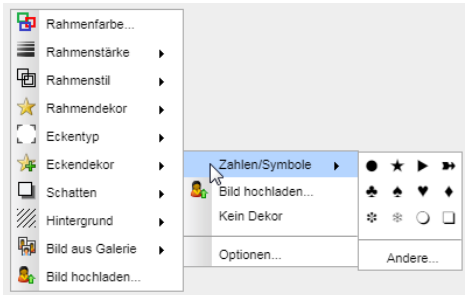 Rahmenfarbe...
Rahmenstärke
Rahmenstil
Rahmendekor
Eckentyp
Eckendekor
Schatten
Hintergrund
Bild aus Galerie
Bild hochladen...
Zahlen/Symbole
Bild hochladen...
Kein Dekor
Optionen...
Andere...